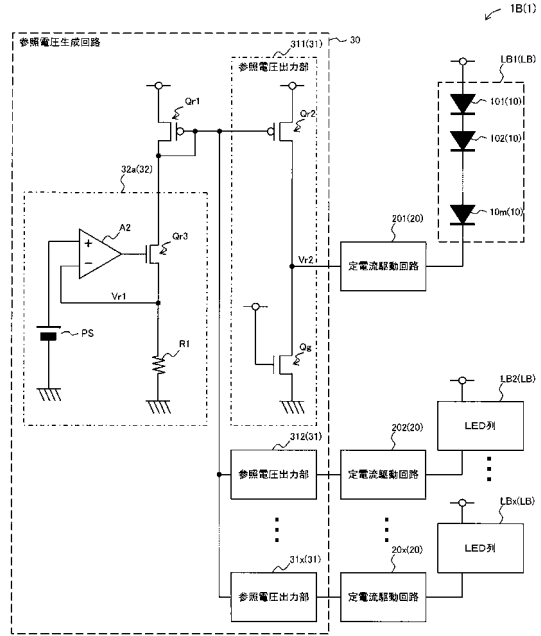 1B(1)
参照電圧生成回路
30
311(31)
参照電圧出力部
LB1(LB)
Qr1
Qr2
101(10)
102(10)
10m(10)
32a(32)
A2
+
−
Qr3
Vr1
PS
R1
Vr2
201(20)
定電流駆動回路
Qg
312(31)
参照電圧出力部
202(20)
定電流駆動回路
LB2(LB)
LED列
31x(31)
参照電圧出力部
20x(20)
定電流駆動回路
LBx(LB)
LED列